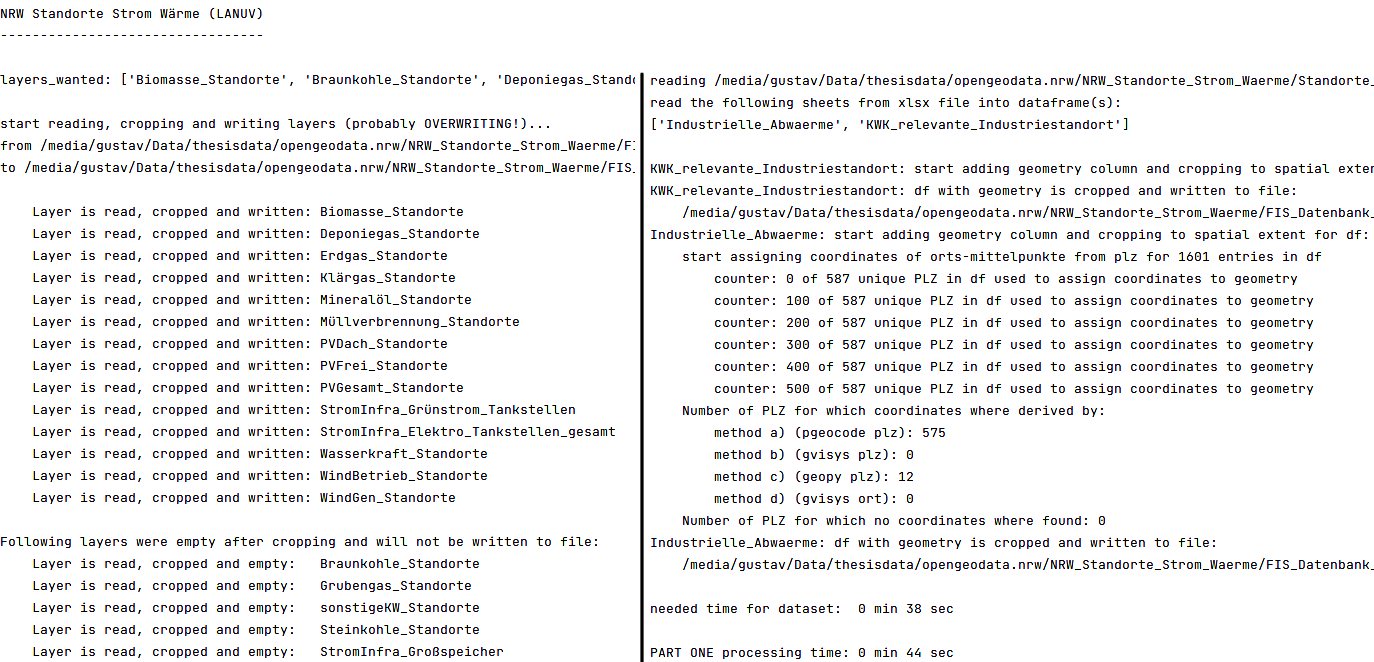 NRW Standorte Strom Wärme (LANUV)
---------------------------------
layers_wanted: ['Biomasse_Standorte', 'Braunkohle_Standorte', 'Deponiegas_Stando
start reading, cropping and writing layers (probably OVERWRITING!)...
from /media/gustav/Data/thesisdata/opengeodata.nrw/NRW_Standorte_Strom_Waerme/FI
to /media/gustav/Data/thesisdata/opengeodata.nrw/NRW_Standorte_Strom_Waerme/FIS_
Layer is read, cropped and written: Biomasse_Standorte
Layer is read, cropped and written: Deponiegas_Standorte
Layer is read, cropped and written: Erdgas_Standorte
Layer is read, cropped and written: Klärgas_Standorte
Layer is read, cropped and written: Mineralöl_Standorte
Layer is read, cropped and written: Müllverbrennung_Standorte
Layer is read, cropped and written: PVDach_Standorte
Layer is read, cropped and written: PVFrei_Standorte
Layer is read, cropped and written: PVGesamt_Standorte
Layer is read, cropped and written: StromInfra_Grünstrom_Tankstellen
Layer is read, cropped and written: StromInfra_Elektro_Tankstellen_gesamt
Layer is read, cropped and written: Wasserkraft_Standorte
Layer is read, cropped and written: WindBetrieb_Standorte
Layer is read, cropped and written: WindGen_Standorte
Following layers were empty after cropping and will not be written to file:
Layer is read, cropped and empty:   Braunkohle_Standorte
Layer is read, cropped and empty:   Grubengas_Standorte
Layer is read, cropped and empty:   sonstigeKW_Standorte
Layer is read, cropped and empty:   Steinkohle_Standorte
Layer is read, cropped and empty:   StromInfra_Großspeicher
reading /media/gustav/Data/thesisdata/opengeodata.nrw/NRW_Standorte_Strom_Waerme/Standorte_
read the following sheets from xlsx file into dataframe(s):
['Industrielle_Abwaerme', 'KWK_relevante_Industriestandort']
KWK_relevante_Industriestandort: start adding geometry column and cropping to spatial exten
KWK_relevante_Industriestandort: df with geometry is cropped and written to file:
/media/gustav/Data/thesisdata/opengeodata.nrw/NRW_Standorte_Strom_Waerme/FIS_Datenbank_
Industrielle_Abwaerme: start adding geometry column and cropping to spatial extent for df:
start assigning coordinates of orts-mittelpunkte from plz for 1601 entries in df
counter: 0 of 587 unique PLZ in df used to assign coordinates to geometry
counter: 100 of 587 unique PLZ in df used to assign coordinates to geometry
counter: 200 of 587 unique PLZ in df used to assign coordinates to geometry
counter: 300 of 587 unique PLZ in df used to assign coordinates to geometry
counter: 400 of 587 unique PLZ in df used to assign coordinates to geometry
counter: 500 of 587 unique PLZ in df used to assign coordinates to geometry
Number of PLZ for which coordinates where derived by:
method a) (pgeocode plz): 575
method b) (gvisys plz): 0
method c) (geopy plz): 12
method d) (gvisys ort): 0
Number of PLZ for which no coordinates where found: 0
Industrielle_Abwaerme: df with geometry is cropped and written to file:
/media/gustav/Data/thesisdata/opengeodata.nrw/NRW_Standorte_Strom_Waerme/FIS_Datenbank_
needed time for dataset:  0 min 38 sec
PART ONE processing time: 0 min 44 sec